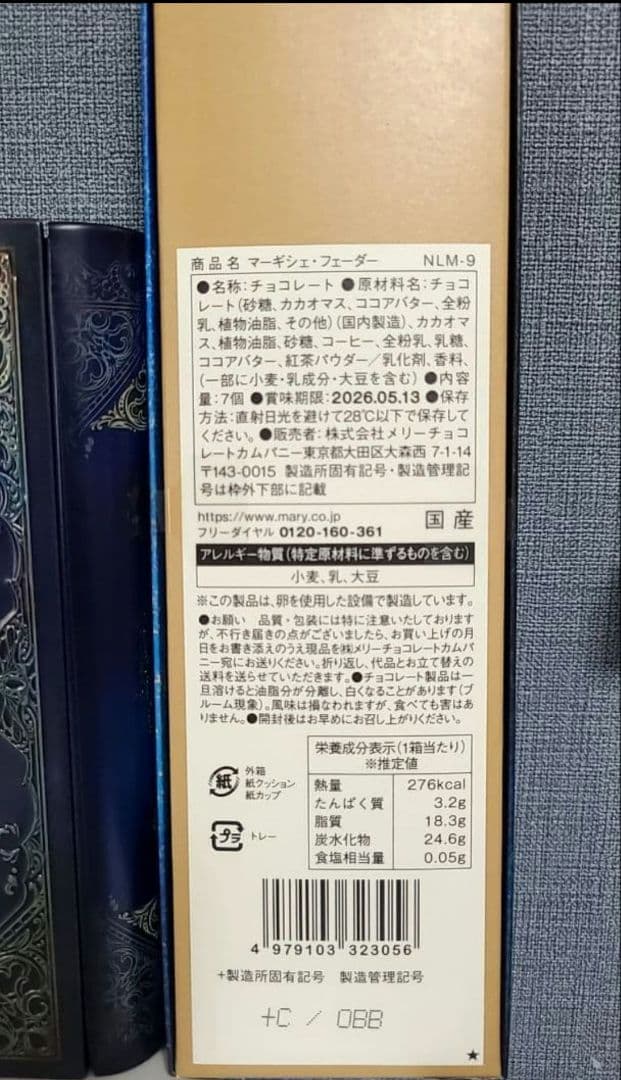 商品名 マーギシェ・フェーダー NLM-9
●名称:チョコレート ●原材料名:チョコ
レート(砂糖、カカオマス、ココアバター、全粉
乳、植物油脂、その他)(国内製造)、カカオマ
ス、植物油脂、砂糖、コーヒー、全粉乳、乳糖、
ココアバター、紅茶パウダー/乳化剤、香料、
(一部に小麦・乳成分・大豆を含む) ●内容
量:7個 ●賞味期限:2026.05.13 ●保存
方法:直射日光を避けて28℃以下で保存して
ください。●販売者:株式会社メリーチョコ
レートカムパニー東京都大田区大森西 7-1-14
〒143-0015 製造所固有記号・製造管理記
号は枠外下部に記載
https://www.mary.co.jp
フリーダイヤル 0120-160-361
国産
アレルギー物質(特定原材料に準ずるものを含む)
小麦、乳、大豆
※この製品は、卵を使用した設備で製造しています。
●お願い 品質・包装には特に注意いたしております
が、不行き届きの点がございましたら、お買い上げの月
日をお書き添えのうえ現品を㈱メリーチョコレートカムパ
ニー宛にお送りください。折り返し、代品とお立て替えの
送料を送らせていただきます。●チョコレート製品は一
旦溶けると油脂分が分離し、白くなることがあります(ブ
ルーム現象)。風味は損なわれますが、食べても害はあ
りません。●開封後はお早めにお召し上がりください。
紙
外箱
紙クッション
紙カップ
プラ
トレー
栄養成分表示(1箱当たり)
※推定値
熱量 276kcal
たんぱく質 3.2g
脂質 18.3g
炭水化物 24.6g
食塩相当量 0.05g
4 979103 323056
+製造所固有記号 製造管理記号
+C / OBB
★